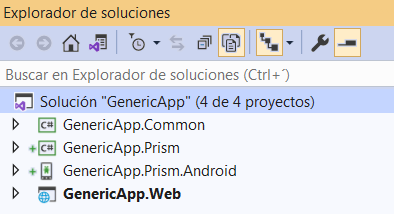 Explorador de soluciones
Buscar en Explorador de soluciones (Ctrl+´)
Solución "GenericApp" (4 de 4 proyectos)
C# GenericApp.Common
C# GenericApp.Prism
GenericApp.Prism.Android
GenericApp.Web